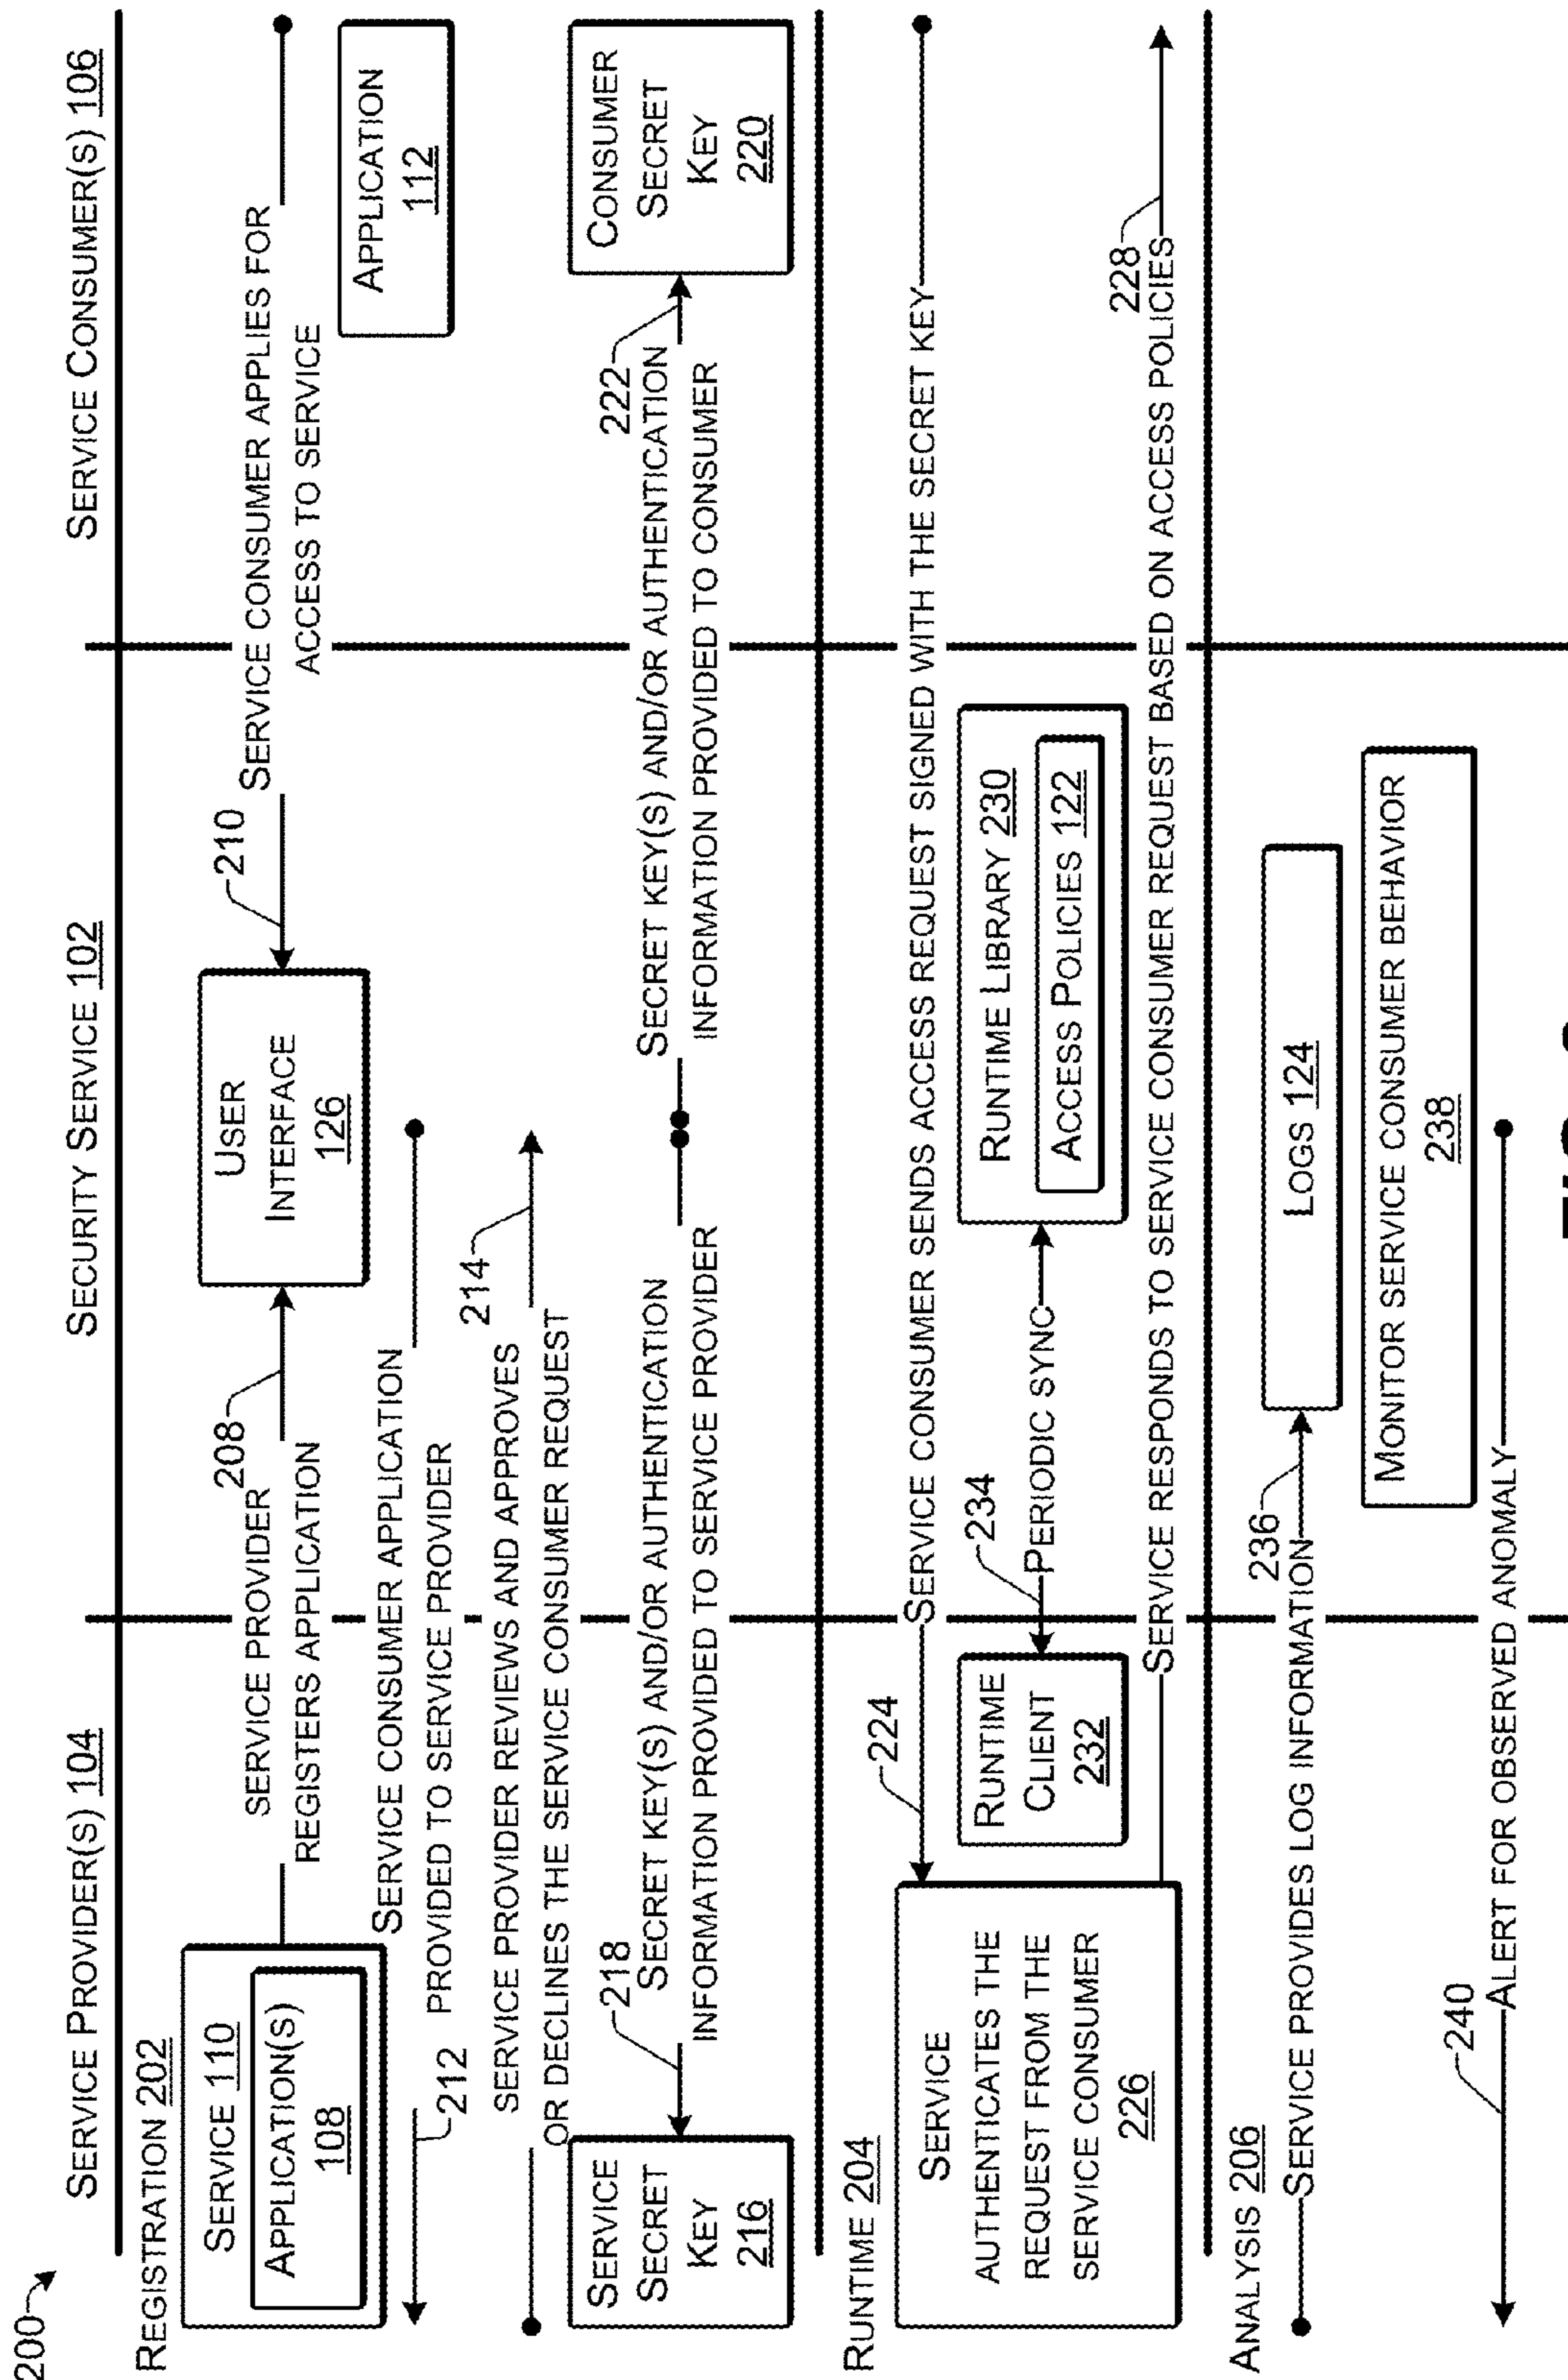 200
SERVICE PROVIDER(S) 104
SECURITY SERVICE 102
SERVICE CONSUMER(S) 106
REGISTRATION 202
SERVICE 110
APPLICATION(S)
108
208
SERVICE PROVIDER
REGISTERS APPLICATION
USER
INTERFACE
126
210
SERVICE CONSUMER APPLIES FOR
ACCESS TO SERVICE
APPLICATION
112
212
SERVICE CONSUMER APPLICATION
PROVIDED TO SERVICE PROVIDER
214
SERVICE PROVIDER REVIEWS AND APPROVES
OR DECLINES THE SERVICE CONSUMER REQUEST
SERVICE
SECRET
KEY
216
218
SECRET KEY(S) AND/OR AUTHENTICATION
INFORMATION PROVIDED TO SERVICE PROVIDER
222
SECRET KEY(S) AND/OR AUTHENTICATION
INFORMATION PROVIDED TO CONSUMER
CONSUMER
SECRET
KEY
220
RUNTIME 204
224
SERVICE CONSUMER SENDS ACCESS REQUEST SIGNED WITH THE SECRET KEY
SERVICE
AUTHENTICATES THE
REQUEST FROM THE
SERVICE CONSUMER
226
RUNTIME
CLIENT
232
234
PERIODIC SYNC
RUNTIME LIBRARY 230
ACCESS POLICIES 122
228
SERVICE RESPONDS TO SERVICE CONSUMER REQUEST BASED ON ACCESS POLICIES
ANALYSIS 206
236
SERVICE PROVIDES LOG INFORMATION
LOGS 124
MONITOR SERVICE CONSUMER BEHAVIOR
238
240
ALERT FOR OBSERVED ANOMALY